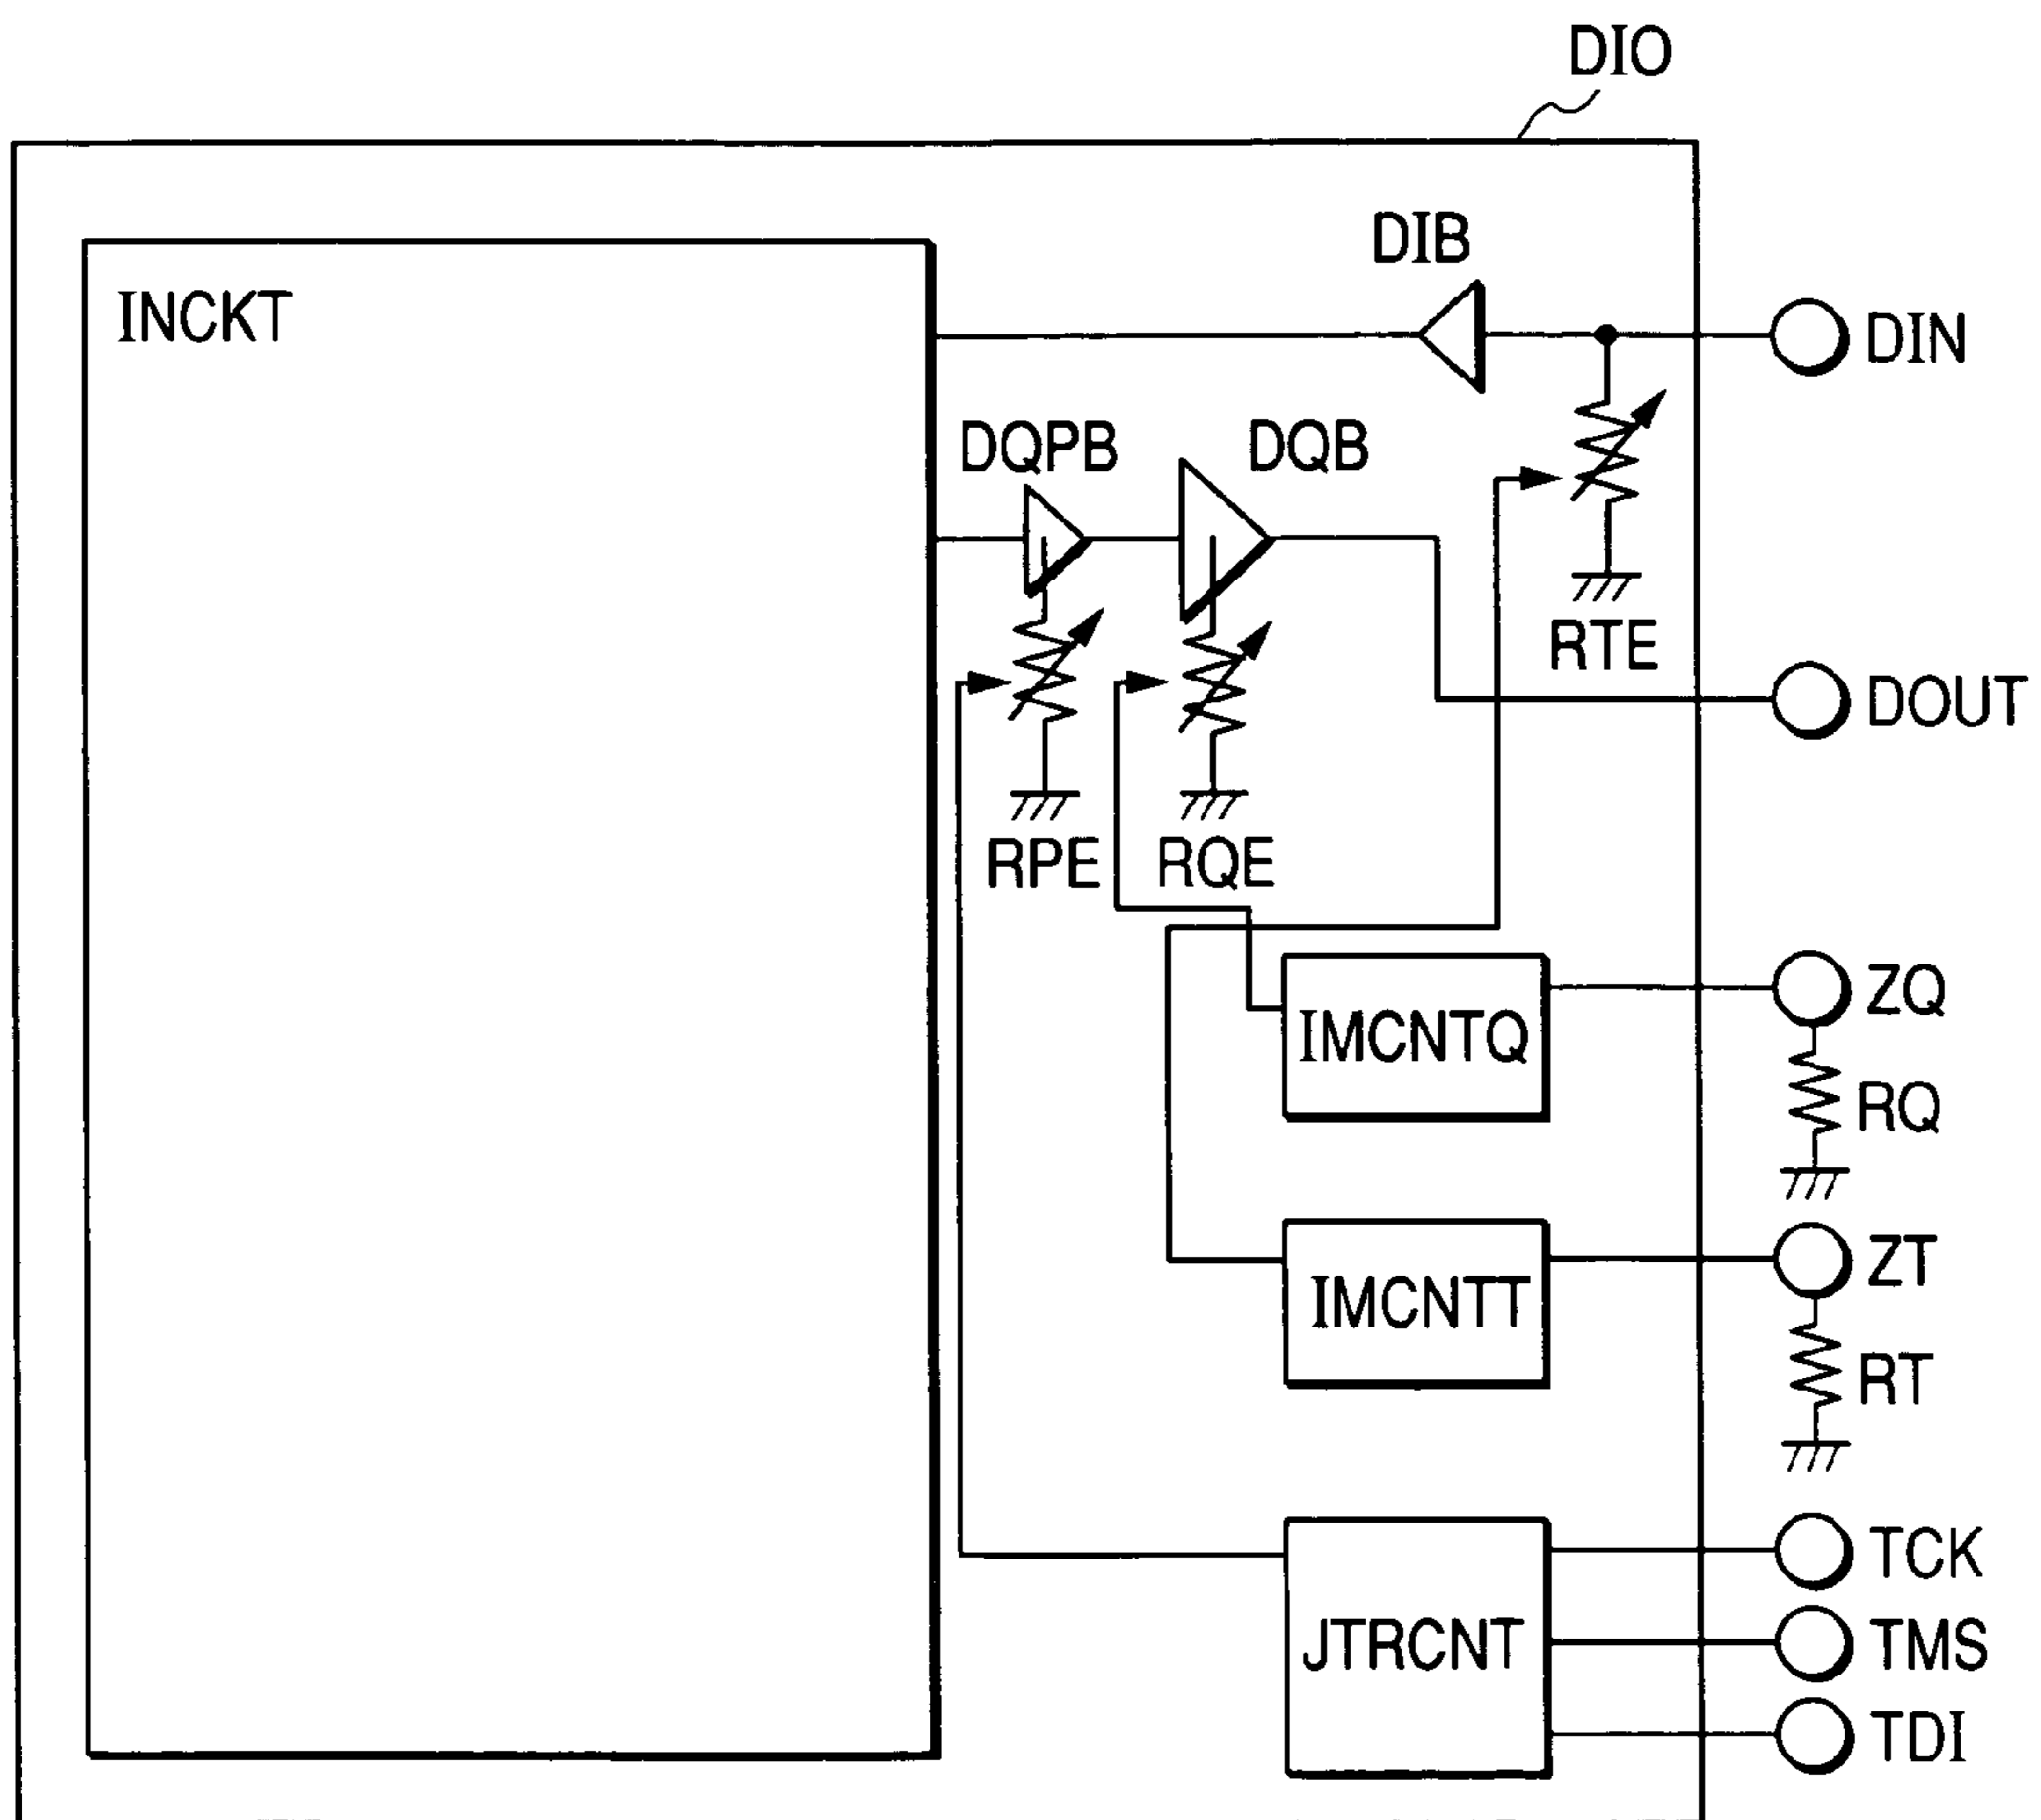 DIO
DIB
INCKT
DIN
DQPB
DQB
RTE
DOUT
RPE
RQE
ZQ
IMCNTQ
RQ
ZT
IMCNTT
RT
TCK
JTRCNT
TMS
TDI